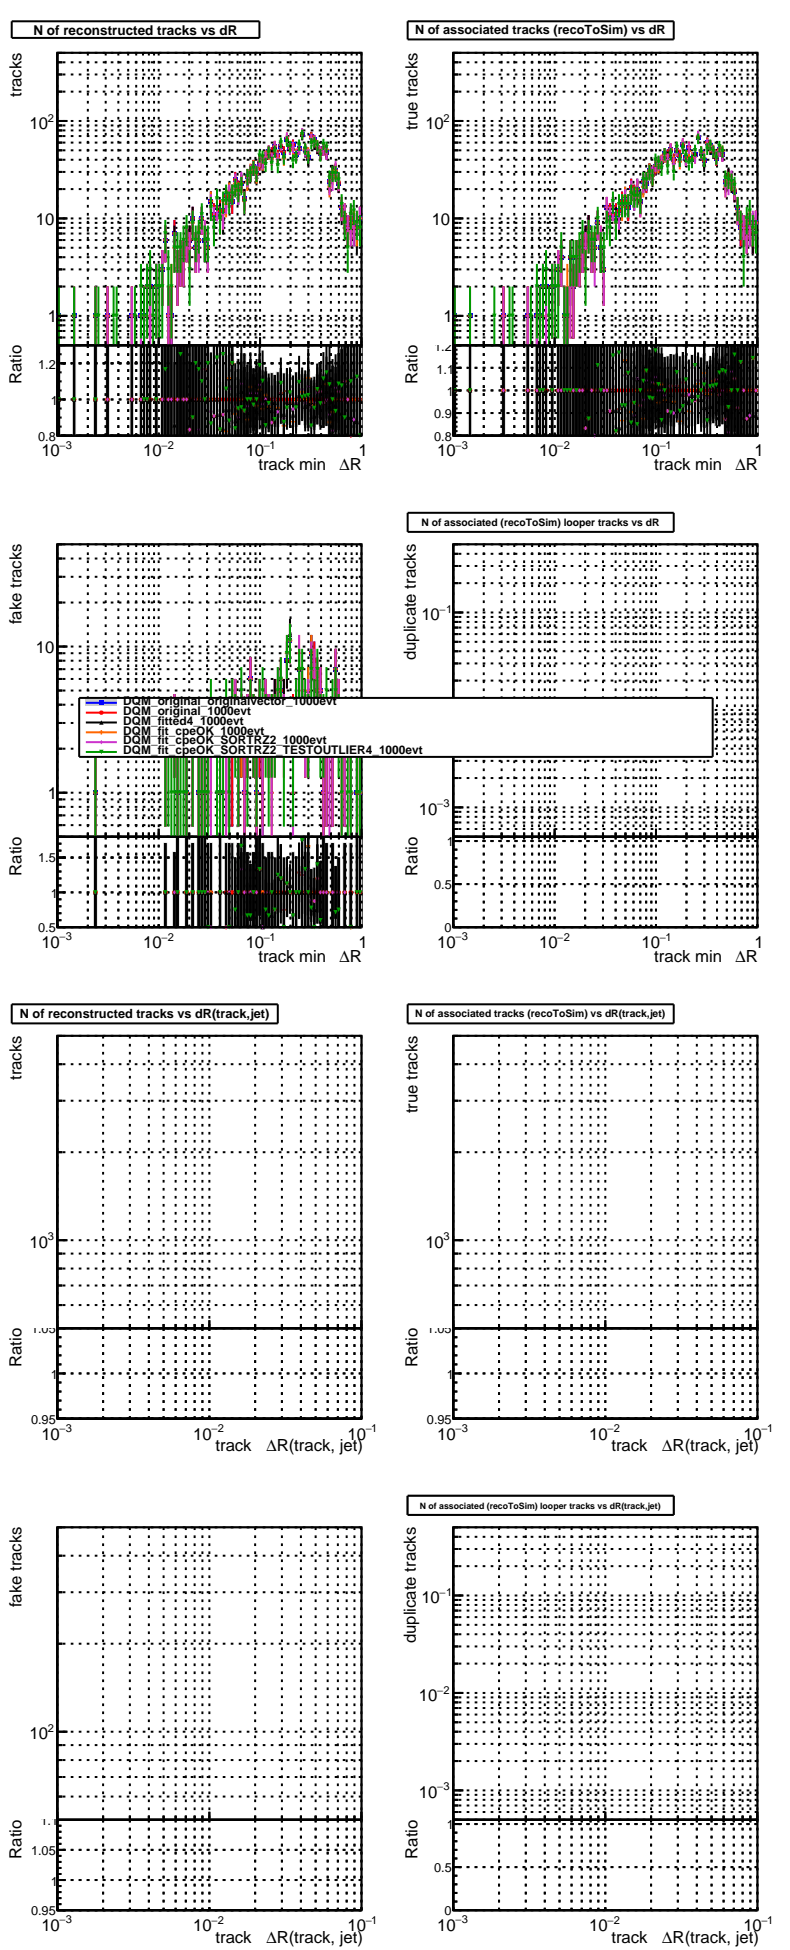 N of reconstructed tracks vs dR
tracks
10²
10
1
Ratio
1.2
1
0.8
10⁻³ 10⁻² 10⁻¹ 1
track min ΔR
N of associated tracks (recoToSim) vs dR
true tracks
10²
10
1
Ratio
1.2
1.1
1
0.9
0.8
10⁻³ 10⁻² 10⁻¹ 1
track min ΔR
fake tracks
10
1
Ratio
1.5
1
0.5
10⁻³ 10⁻² 10⁻¹ 1
track min ΔR
N of associated (recoToSim) looper tracks vs dR
duplicate tracks
10⁻¹
10⁻³
Ratio
1
0.5
0
10⁻³ 10⁻² 10⁻¹ 1
track min ΔR
DQM_original_originalvector_1000evt
DQM_original_1000evt
DQM_fitted4_1000evt
DQM_fit_cpeOK_1000evt
DQM_fit_cpeOK_SORTRZ2_1000evt
DQM_fit_cpeOK_SORTRZ2_TESTOUTLIER4_1000evt
N of reconstructed tracks vs dR(track,jet)
tracks
10³
Ratio
1.05
1
0.95
10⁻³ 10⁻² 10⁻¹
track ΔR(track, jet)
N of associated tracks (recoToSim) vs dR(track,jet)
true tracks
10³
Ratio
1.05
1
0.95
10⁻³ 10⁻² 10⁻¹
track ΔR(track, jet)
fake tracks
10²
Ratio
1.1
1.05
1
0.95
10⁻³ 10⁻² 10⁻¹
track ΔR(track, jet)
N of associated (recoToSim) looper tracks vs dR(track,jet)
duplicate tracks
10⁻¹
10⁻²
10⁻³
Ratio
1
0.5
0
10⁻³ 10⁻² 10⁻¹
track ΔR(track, jet)